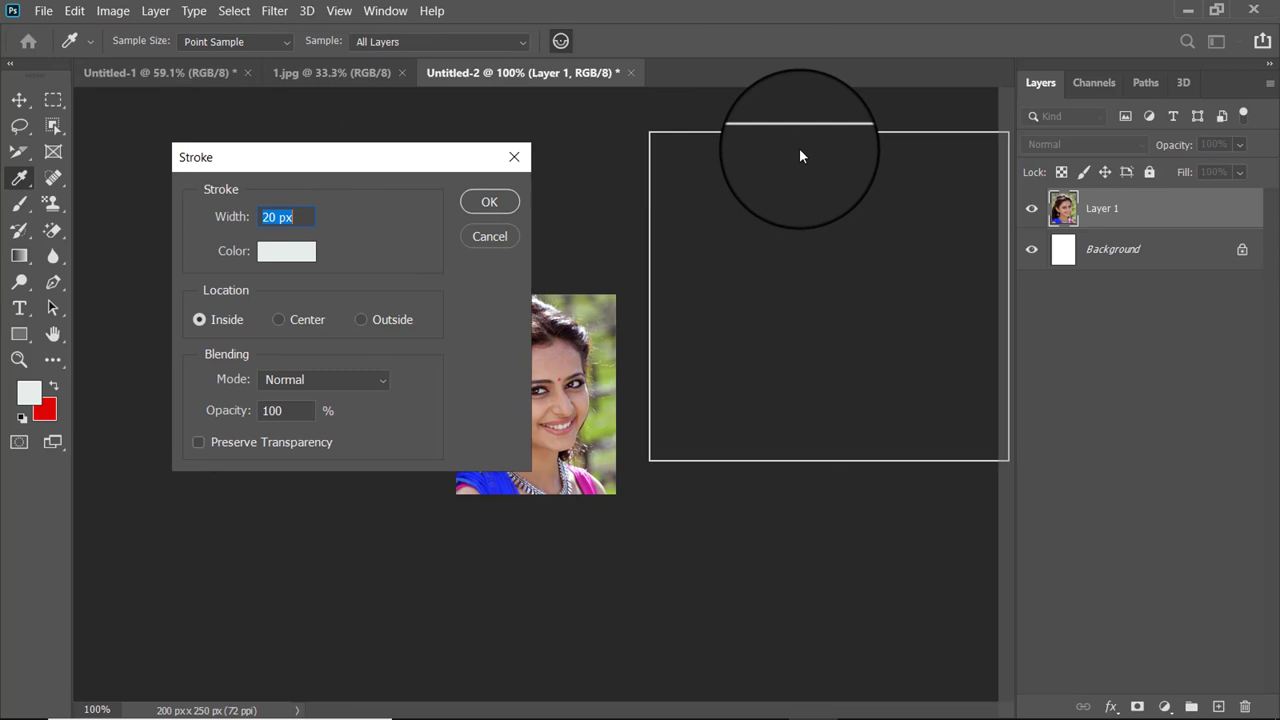 Ps File Edit Image Layer Type Select Filter 3D View Window Help
Sample Size: Point Sample Sample: All Layers
Untitled-1 @ 59.1% (RGB/8) * 1.jpg @ 33.3% (RGB/8) Untitled-2 @ 100% (Layer 1, RGB/8) *
Layers Channels Paths 3D
Kind
Normal Opacity: 100%
Lock: Fill: 100%
Layer 1
Background
Stroke
Stroke
Width: 20 px
Color:
OK
Cancel
Location
Inside Center Outside
Blending
Mode: Normal
Opacity: 100 %
Preserve Transparency
100% 200 px x 250 px (72 ppi)